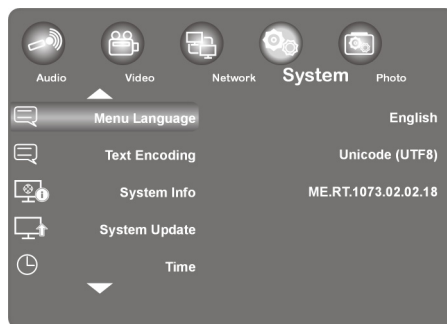 Audio Video Network System Photo
Menu Language English
Text Encoding Unicode (UTF8)
System Info ME.RT.1073.02.02.18
System Update
Time